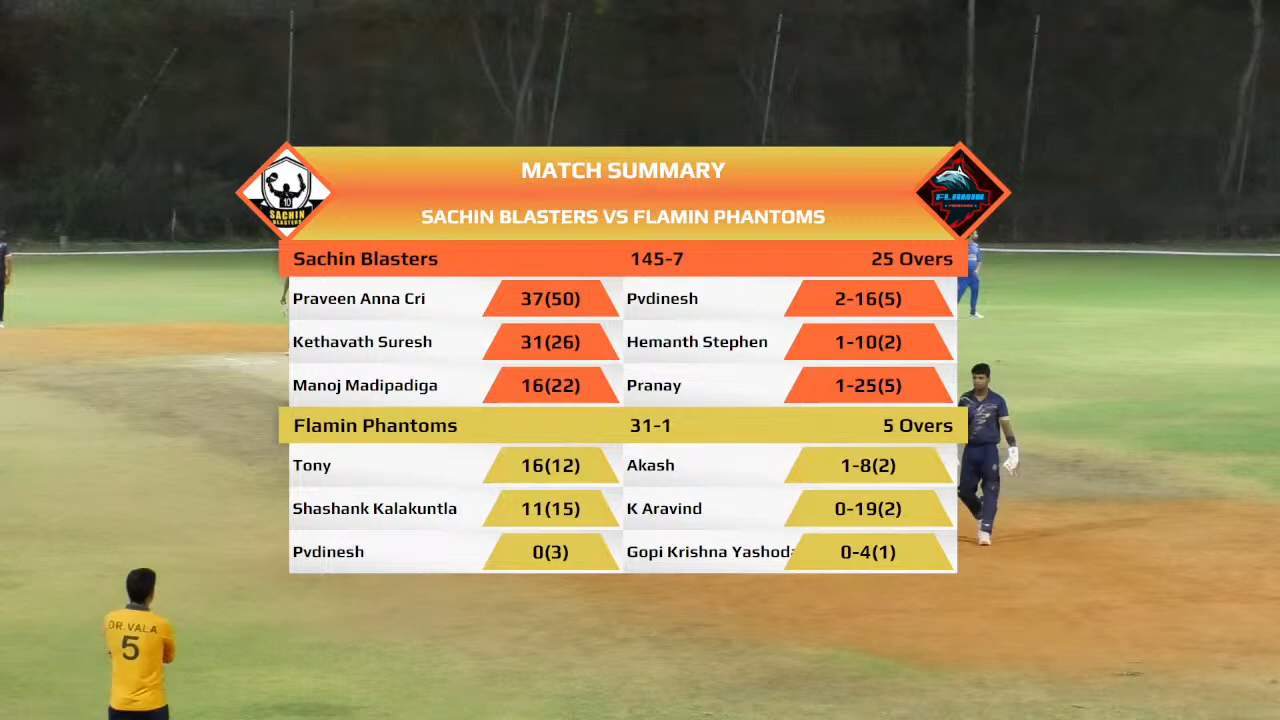 MATCH SUMMARY
SACHIN BLASTERS VS FLAMIN PHANTOMS
10
SACHIN
BLASTERS
FLAMIN
Sachin Blasters 145-7 25 Overs
Praveen Anna Cri 37(50) Pvdinesh 2-16(5)
Kethavath Suresh 31(26) Hemanth Stephen 1-10(2)
Manoj Madipadiga 16(22) Pranay 1-25(5)
Flamin Phantoms 31-1 5 Overs
Tony 16(12) Akash 1-8(2)
Shashank Kalakuntla 11(15) K Aravind 0-19(2)
Pvdinesh 0(3) Gopi Krishna Yashoda 0-4(1)
DR.VALA
5